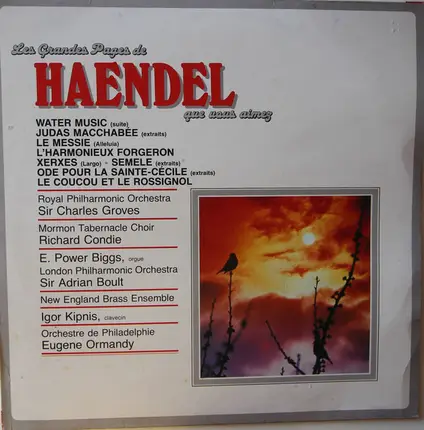 Les Grandes Pages de
HAENDEL
que vous aimez
WATER MUSIC (suite)
JUDAS MACCHABÉE (extraits)
LE MESSIE (Alleluia)
L'HARMONIEUX FORGERON
XERXES (Largo) - SEMELE (extraits)
ODE POUR LA SAINTE-CÉCILE (extraits)
LE COUCOU ET LE ROSSIGNOL
Royal Philharmonic Orchestra
Sir Charles Groves
Mormon Tabernacle Choir
Richard Condie
E. Power Biggs, orgue
London Philharmonic Orchestra
Sir Adrian Boult
New England Brass Ensemble
Igor Kipnis, clavecin
Orchestre de Philadelphie
Eugene Ormandy